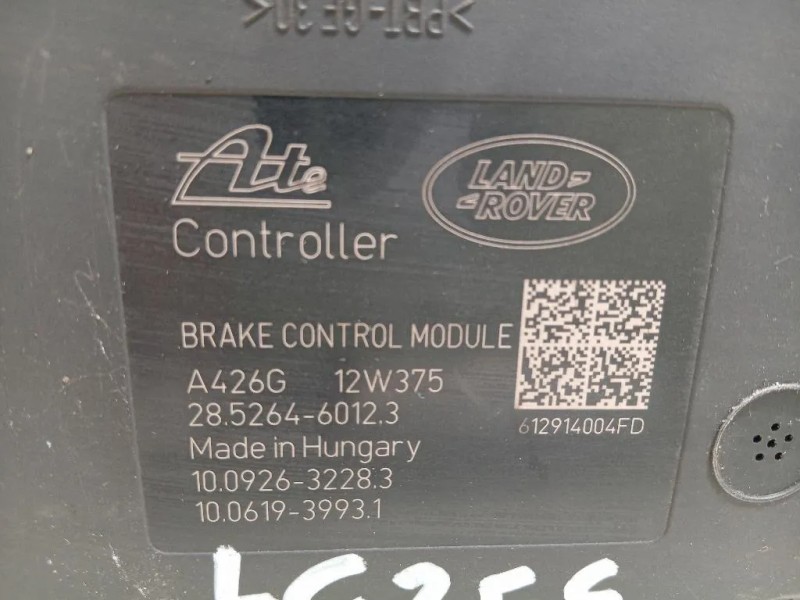 >PBT-GF30<
Ate
LAND-
ROVER
Controller
BRAKE CONTROL MODULE
A426G 12W375
28.5264-6012.3
612914004FD
Made in Hungary
10.0926-3228.3
10.0619-3993.1